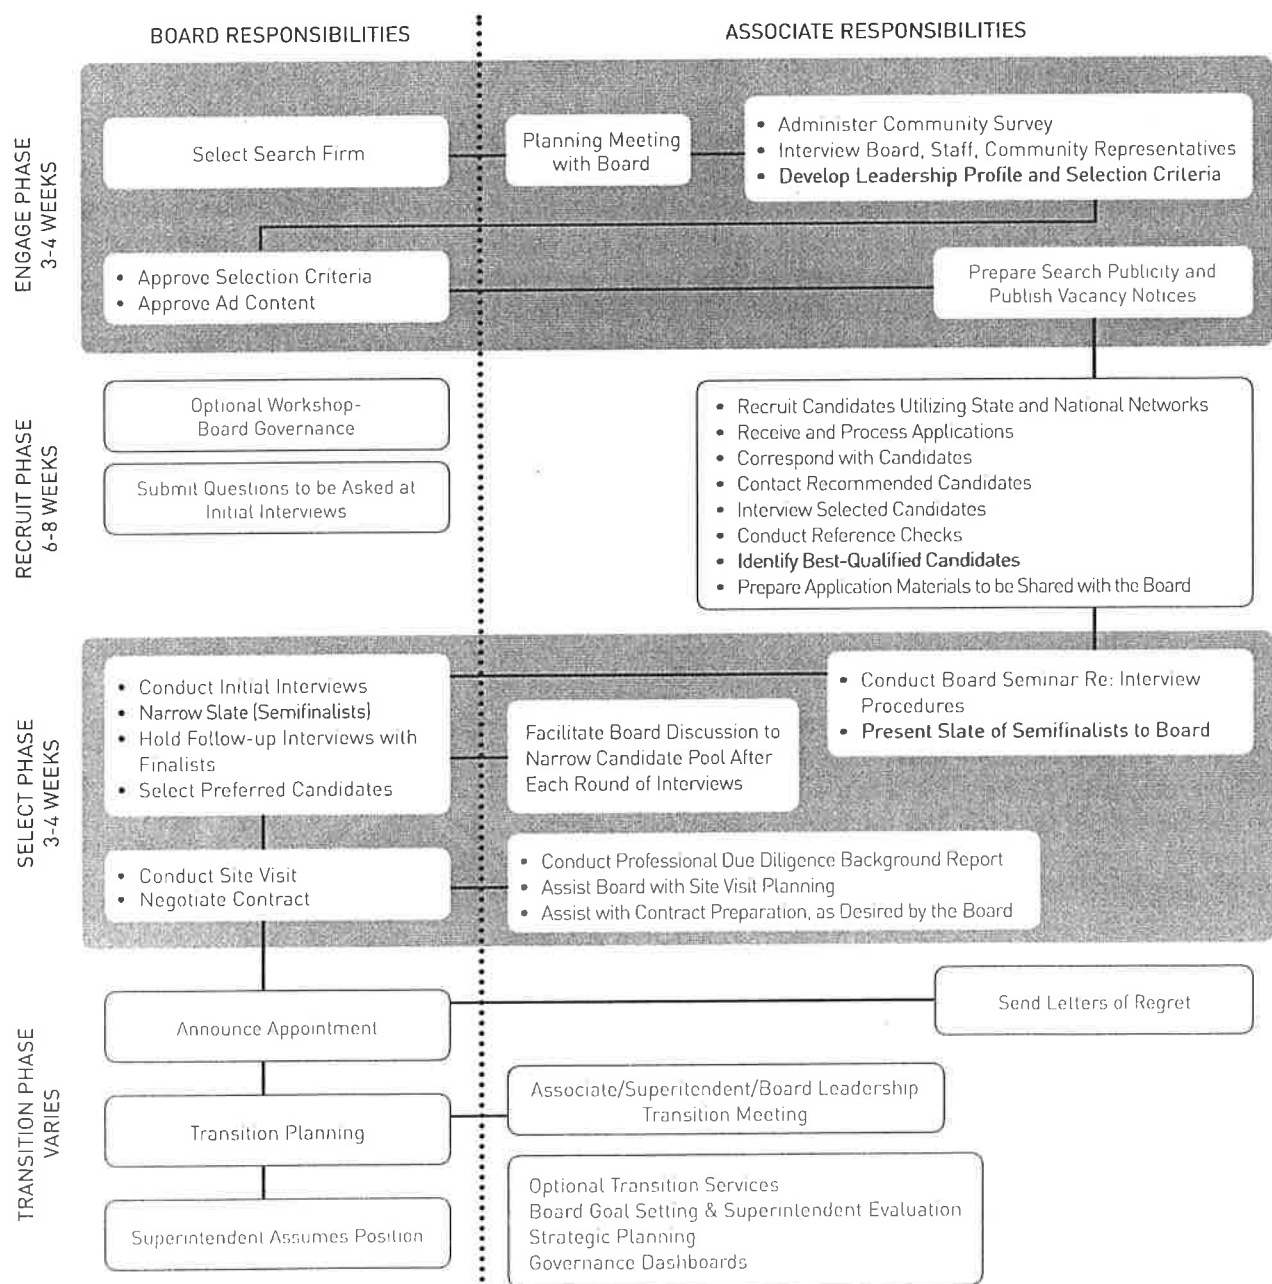 BOARD RESPONSIBILITIES
ASSOCIATE RESPONSIBILITIES
ENGAGE PHASE
3-4 WEEKS
Select Search Firm
Planning Meeting
with Board
• Administer Community Survey
• Interview Board, Staff, Community Representatives
• Develop Leadership Profile and Selection Criteria
• Approve Selection Criteria
• Approve Ad Content
Prepare Search Publicity and
Publish Vacancy Notices
RECRUIT PHASE
6-8 WEEKS
Optional Workshop-
Board Governance
Submit Questions to be Asked at
Initial Interviews
• Recruit Candidates Utilizing State and National Networks
• Receive and Process Applications
• Correspond with Candidates
• Contact Recommended Candidates
• Interview Selected Candidates
• Conduct Reference Checks
• Identify Best-Qualified Candidates
• Prepare Application Materials to be Shared with the Board
SELECT PHASE
3-4 WEEKS
• Conduct Initial Interviews
• Narrow Slate (Semifinalists)
• Hold Follow-up Interviews with
Finalists
• Select Preferred Candidates
Facilitate Board Discussion to
Narrow Candidate Pool After
Each Round of Interviews
• Conduct Board Seminar Re: Interview
Procedures
• Present Slate of Semifinalists to Board
• Conduct Site Visit
• Negotiate Contract
• Conduct Professional Due Diligence Background Report
• Assist Board with Site Visit Planning
• Assist with Contract Preparation, as Desired by the Board
TRANSITION PHASE
VARIES
Announce Appointment
Send Letters of Regret
Transition Planning
Associate/Superitendent/Board Leadership
Transition Meeting
Superintendent Assumes Position
Optional Transition Services
Board Goal Setting & Superintendent Evaluation
Strategic Planning
Governance Dashboards